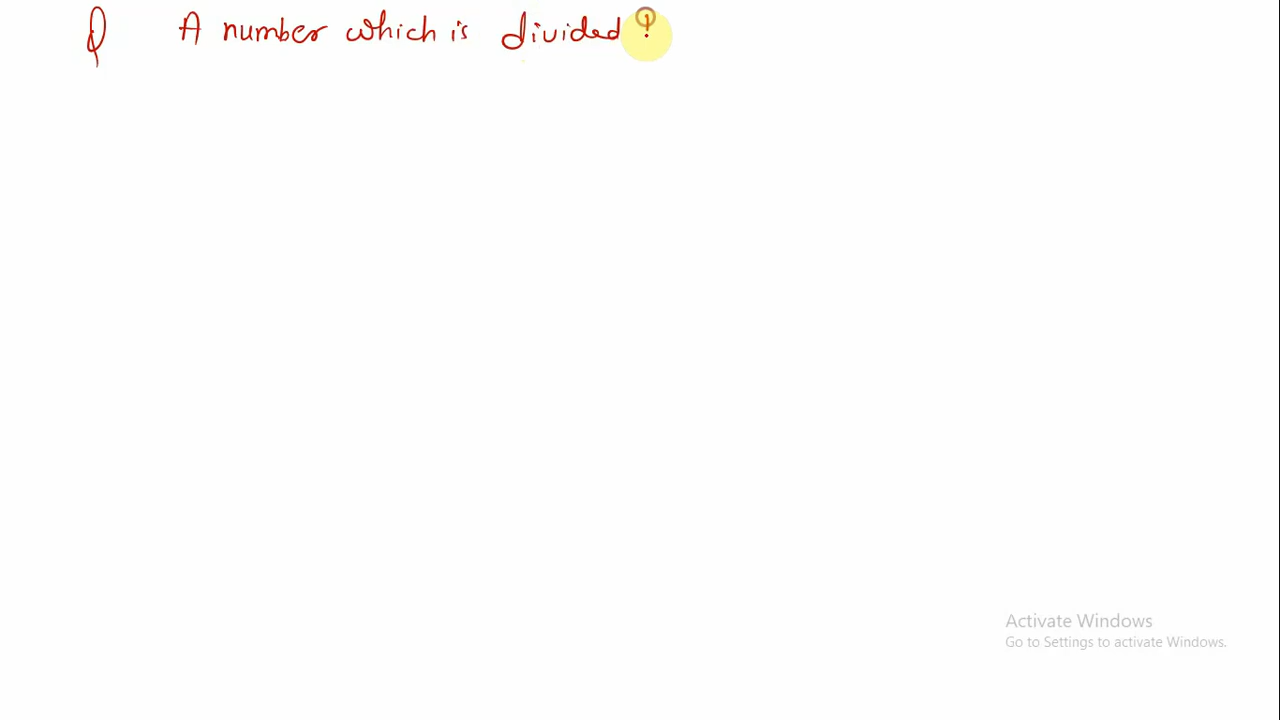 Q A number which is divided
Activate Windows
Go to Settings to activate Windows.